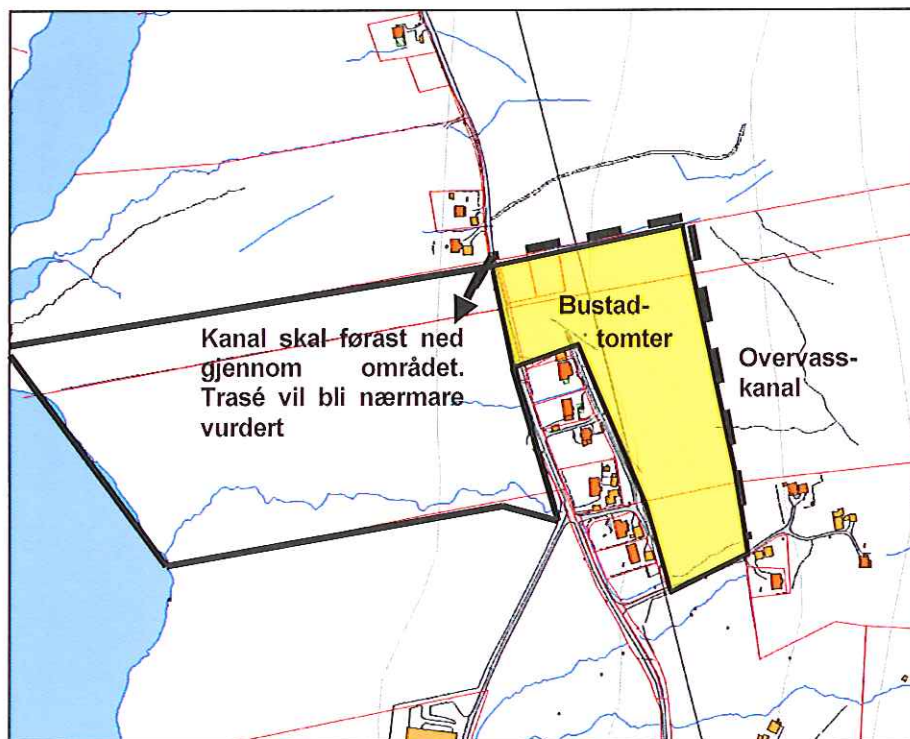 Bustad-
tomter
Kanal skal førast ned
gjennom området.
Trasé vil bli nærmare
vurdert
Overvass-
kanal